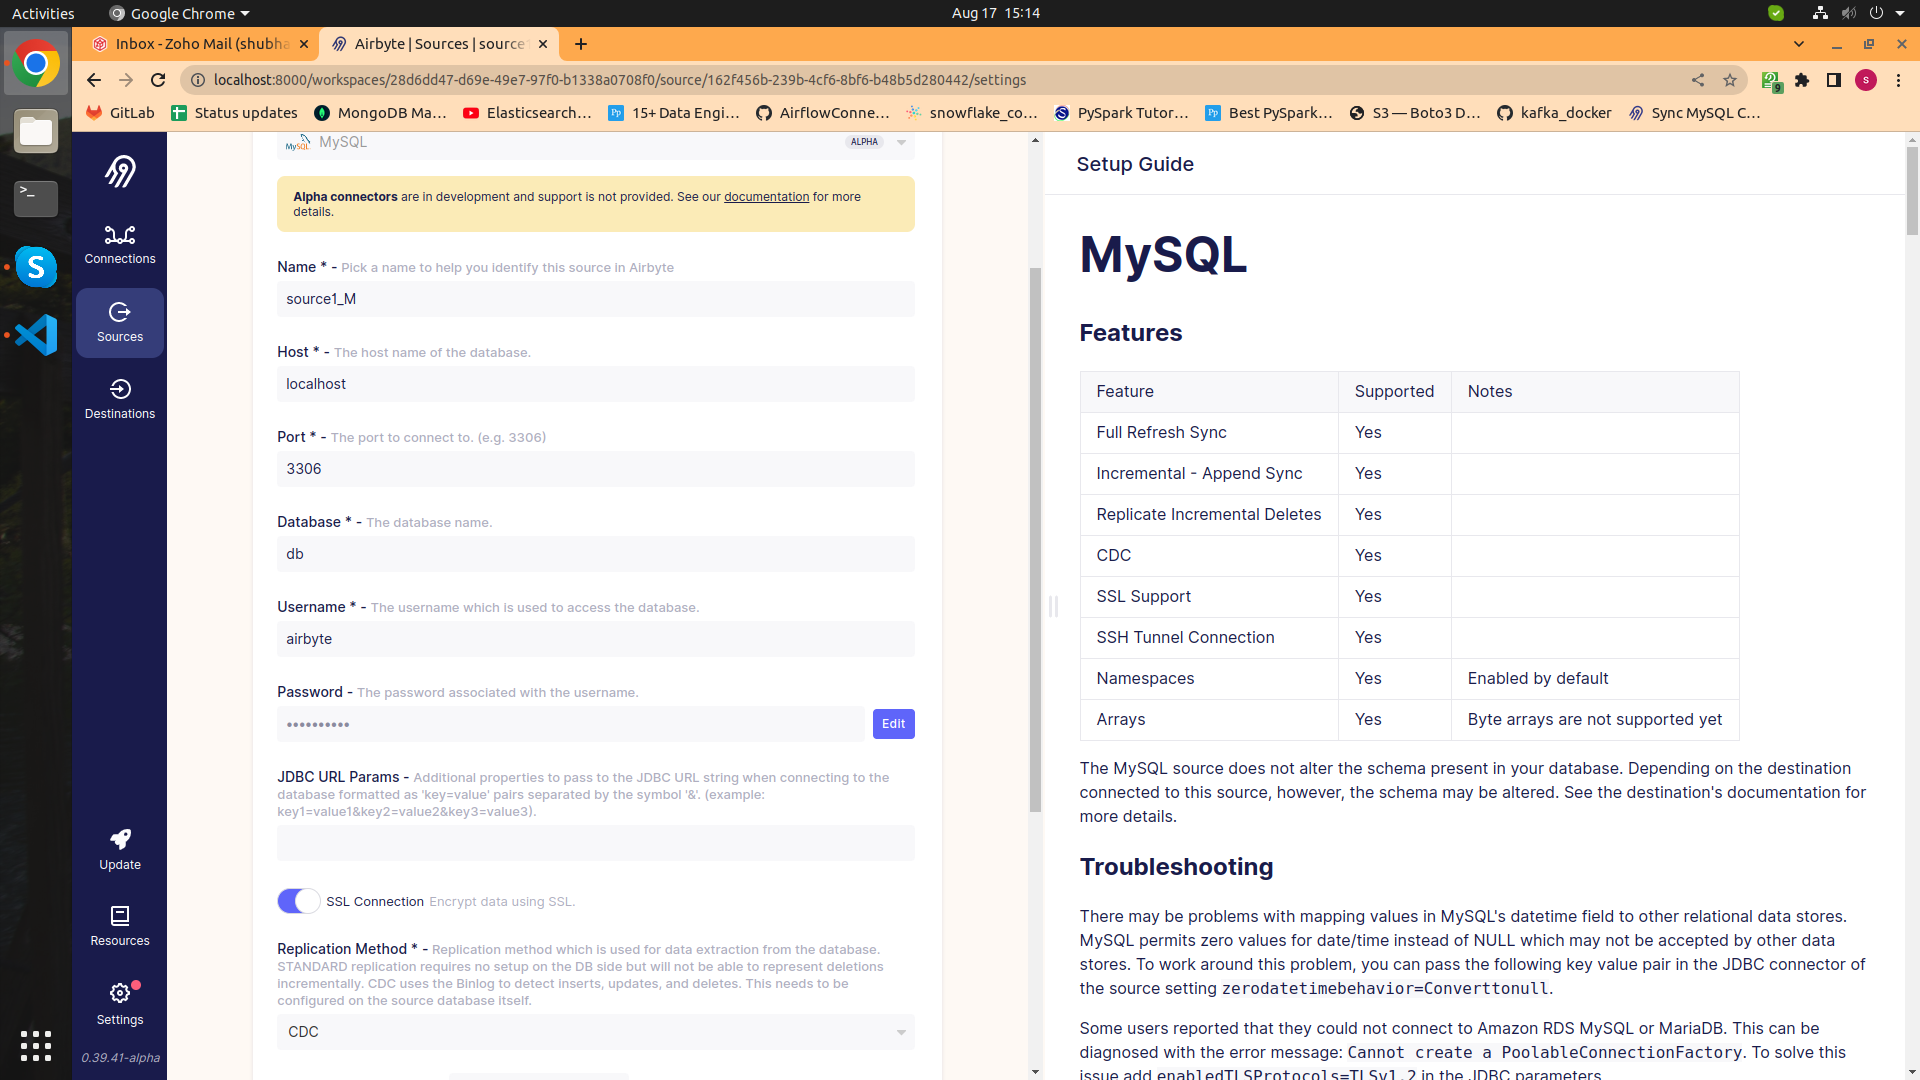 Activities
Google Chrome
Aug 17 15:14
Inbox - Zoho Mail (shubha
Airbyte | Sources | source1
localhost:8000/workspaces/28d6dd47-d69e-49e7-97f0-b1338a0708f0/source/162f456b-239b-4cf6-8bf6-b48b5d280442/settings
9
s
GitLab
Status updates
MongoDB Ma…
Elasticsearch…
15+ Data Engi…
AirflowConne…
snowflake_co…
PySpark Tutor…
Best PySpark…
S3 — Boto3 D…
kafka_docker
Sync MySQL C…
Connections
Sources
Destinations
Update
Resources
Settings
0.39.41-alpha
MySQL
MySQL
ALPHA
Alpha connectors are in development and support is not provided. See our documentation for more
details.
Name * - Pick a name to help you identify this source in Airbyte
source1_M
Host * - The host name of the database.
localhost
Port * - The port to connect to. (e.g. 3306)
3306
Database * - The database name.
db
Username * - The username which is used to access the database.
airbyte
Password - The password associated with the username.
••••••••••
Edit
JDBC URL Params - Additional properties to pass to the JDBC URL string when connecting to the
database formatted as 'key=value' pairs separated by the symbol '&'. (example:
key1=value1&key2=value2&key3=value3).
SSL Connection Encrypt data using SSL.
Replication Method * - Replication method which is used for data extraction from the database.
STANDARD replication requires no setup on the DB side but will not be able to represent deletions
incrementally. CDC uses the Binlog to detect inserts, updates, and deletes. This needs to be
configured on the source database itself.
CDC
Setup Guide
MySQL
Features
Feature Supported Notes
Full Refresh Sync Yes
Incremental - Append Sync Yes
Replicate Incremental Deletes Yes
CDC Yes
SSL Support Yes
SSH Tunnel Connection Yes
Namespaces Yes Enabled by default
Arrays Yes Byte arrays are not supported yet
The MySQL source does not alter the schema present in your database. Depending on the destination
connected to this source, however, the schema may be altered. See the destination's documentation for
more details.
Troubleshooting
There may be problems with mapping values in MySQL's datetime field to other relational data stores.
MySQL permits zero values for date/time instead of NULL which may not be accepted by other data
stores. To work around this problem, you can pass the following key value pair in the JDBC connector of
the source setting zerodatetimebehavior=Converttonull.
Some users reported that they could not connect to Amazon RDS MySQL or MariaDB. This can be
diagnosed with the error message: Cannot create a PoolableConnectionFactory. To solve this
issue add enabledTLSProtocols=TLSv1.2 in the JDBC parameters.